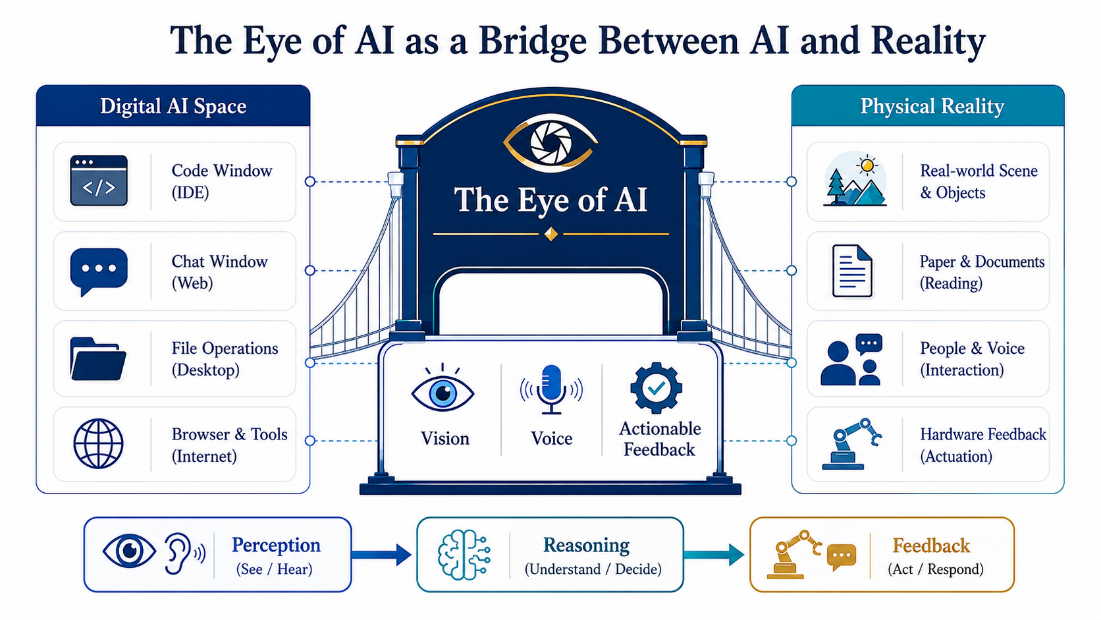 The Eye of AI as a Bridge Between AI and Reality
Digital AI Space
Code Window
(IDE)
</>
Chat Window
(Web)
File Operations
(Desktop)
Browser & Tools
(Internet)
The Eye of AI
Vision
Voice
Actionable
Feedback
Physical Reality
Real-world Scene
& Objects
Paper & Documents
(Reading)
People & Voice
(Interaction)
Hardware Feedback
(Actuation)
Perception
(See / Hear)
Reasoning
(Understand / Decide)
Feedback
(Act / Respond)